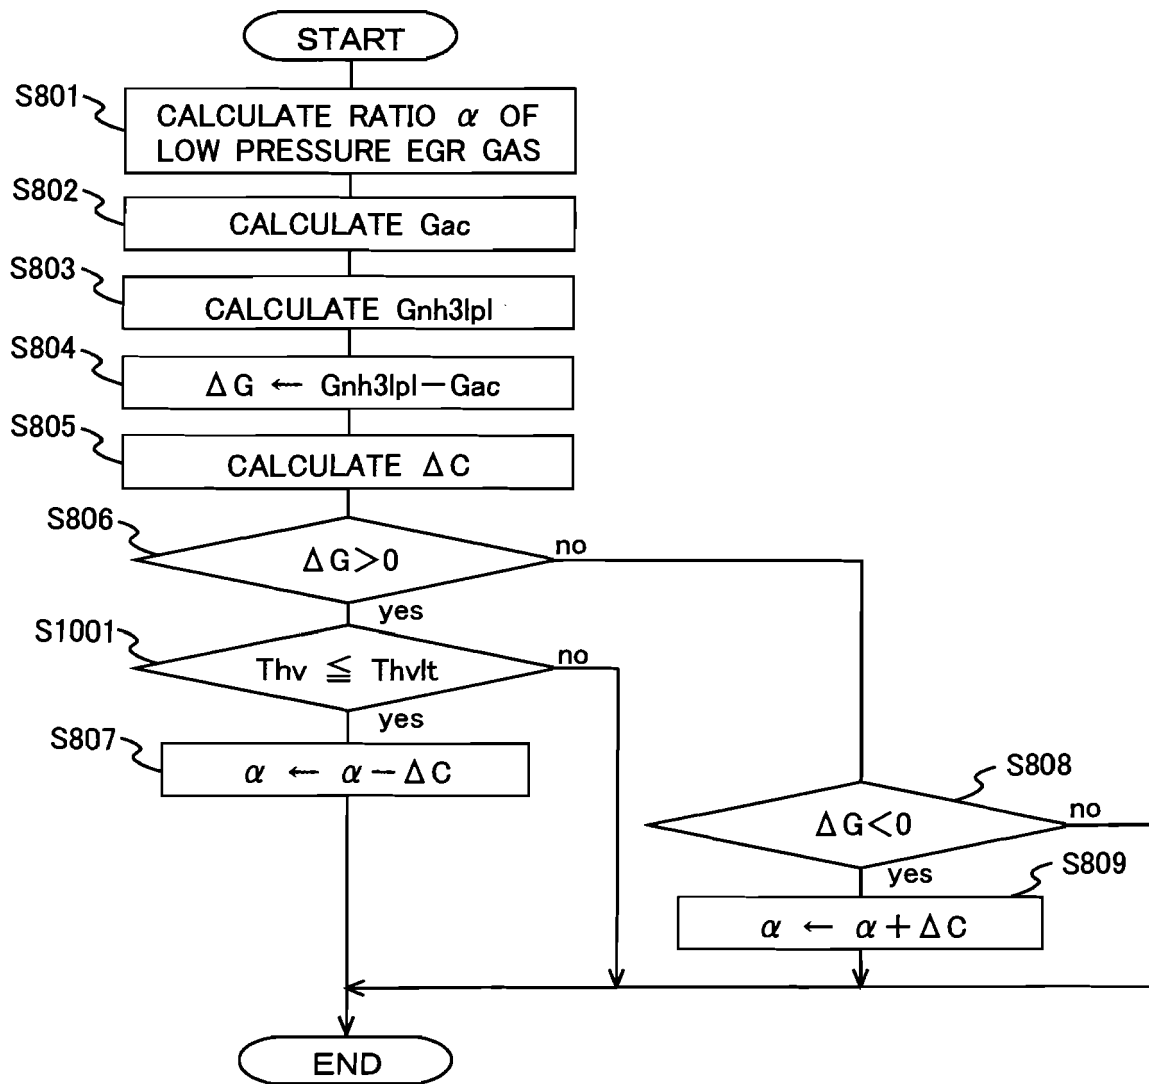 START
S801
CALCULATE RATIO α OF
LOW PRESSURE EGR GAS
S802
CALCULATE Gac
S803
CALCULATE Gnh3lpl
S804
ΔG ← Gnh3lpl−Gac
S805
CALCULATE ΔC
S806
ΔG>0
no
yes
S1001
Thv ≦ Thvlt
no
yes
S807
α ← α−ΔC
S808
ΔG<0
no
yes
S809
α ← α+ΔC
END